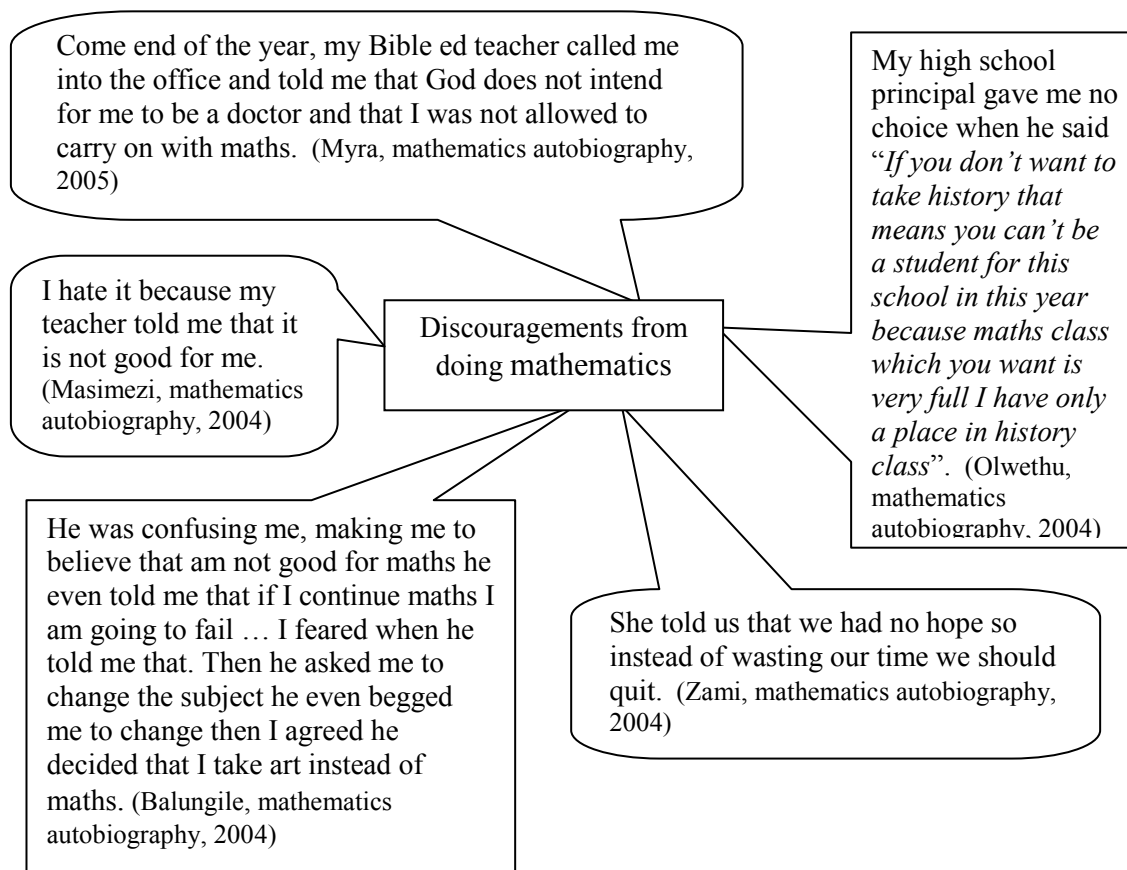 Come end of the year, my Bible ed teacher called me
into the office and told me that God does not intend
for me to be a doctor and that I was not allowed to
carry on with maths.  (Myra, mathematics autobiography,
2005)
My high school
principal gave me no
choice when he said
“If you don’t want to
take history that
means you can’t be
a student for this
school in this year
because maths class
which you want is
very full I have only
a place in history
class”.  (Olwethu,
mathematics
autobiography, 2004)
I hate it because my
teacher told me that it
is not good for me.
(Masimezi, mathematics
autobiography, 2004)
Discouragements from
doing mathematics
He was confusing me, making me to
believe that am not good for maths he
even told me that if I continue maths I
am going to fail … I feared when he
told me that. Then he asked me to
change the subject he even begged
me to change then I agreed he
decided that I take art instead of
maths. (Balungile, mathematics
autobiography, 2004)
She told us that we had no hope so
instead of wasting our time we should
quit.  (Zami, mathematics autobiography,
2004)